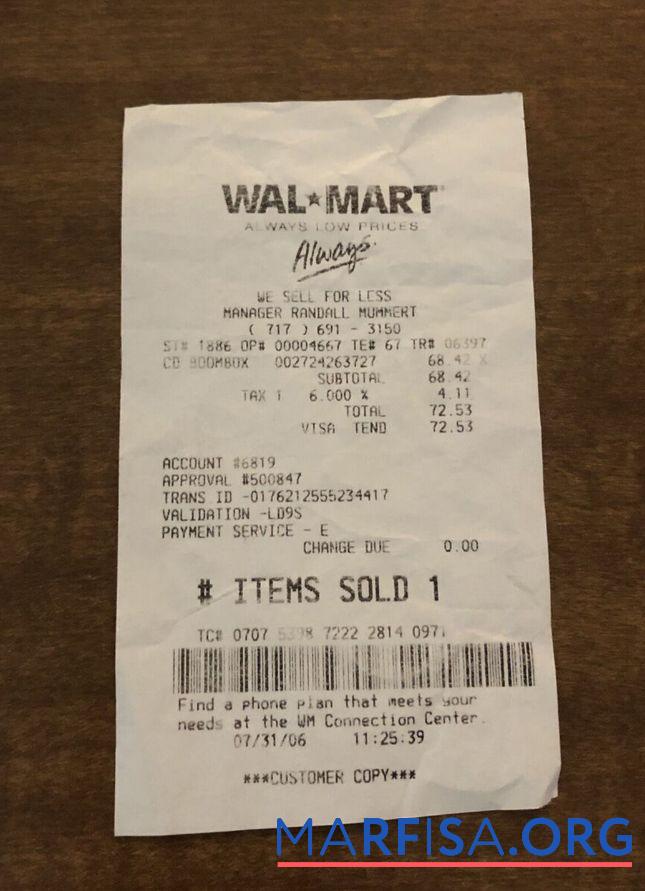 WAL★MART
ALWAYS LOW PRICES
Always.
WE SELL FOR LESS
MANAGER RANDALL MUMMERT
( 717 ) 691 - 3150
ST# 1886 OP# 00004667 TE# 67 TR# 06397
CD BOOMBOX 002724263727 68.42 X
SUBTOTAL 68.42
TAX 1 6.000 % 4.11
TOTAL 72.53
VISA TEND 72.53
ACCOUNT #6819
APPROVAL #500847
TRANS ID -0176212555234417
VALIDATION -LD9S
PAYMENT SERVICE - E
CHANGE DUE 0.00
# ITEMS SOLD 1
TC# 0707 5398 7222 2814 0971
Find a phone plan that meets your
needs at the WM Connection Center.
07/31/06 11:25:39
***CUSTOMER COPY***
MARFISA.ORG